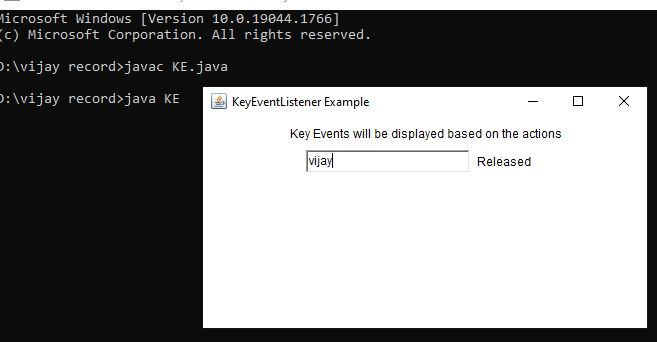 Microsoft Windows [Version 10.0.19044.1766]
(c) Microsoft Corporation. All rights reserved.
D:\vijay record>javac KE.java
D:\vijay record>java KE
KeyEventListener Example
Key Events will be displayed based on the actions
vijay
Released